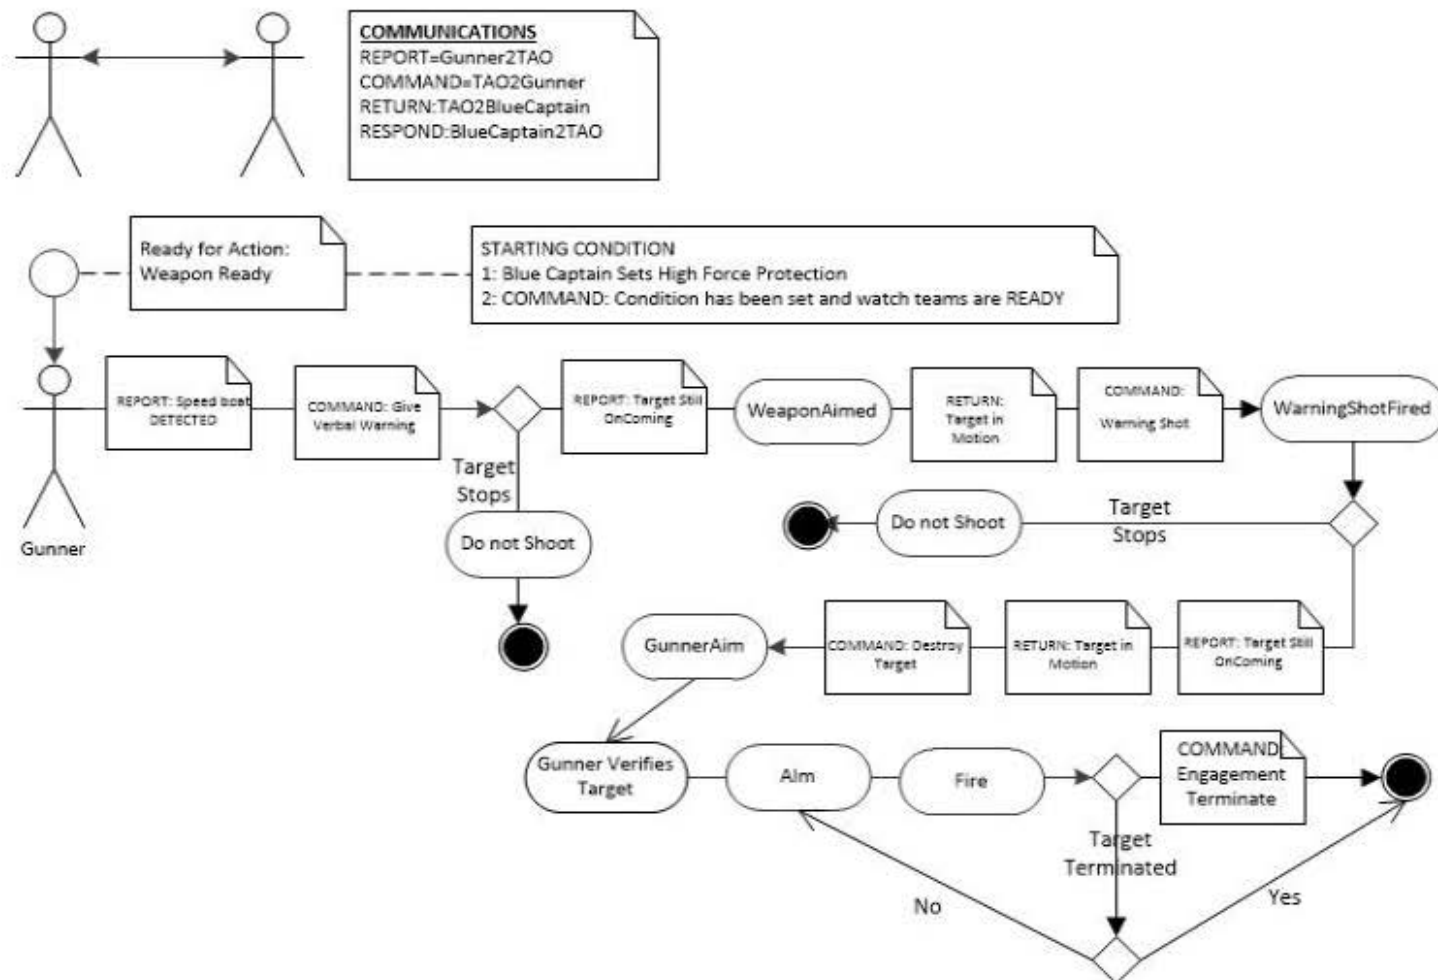 COMMUNICATIONS
REPORT=Gunner2TAO
COMMAND=TAO2Gunner
RETURN:TAO2BlueCaptain
RESPOND:BlueCaptain2TAO
Ready for Action:
Weapon Ready
STARTING CONDITION
1: Blue Captain Sets High Force Protection
2: COMMAND: Condition has been set and watch teams are READY
Gunner
REPORT: Speed boat
DETECTED
COMMAND: Give
Verbal Warning
REPORT: Target Still
OnComing
WeaponAimed
RETURN:
Target in
Motion
COMMAND:
Warning Shot
WarningShotFired
Target
Stops
Do not Shoot
Target
Stops
Do not Shoot
REPORT: Target Still
OnComing
RETURN: Target in
Motion
COMMAND: Destroy
Target
GunnerAim
Gunner Verifies
Target
Aim
Fire
COMMAND:
Engagement
Terminate
Target
Terminated
No
Yes